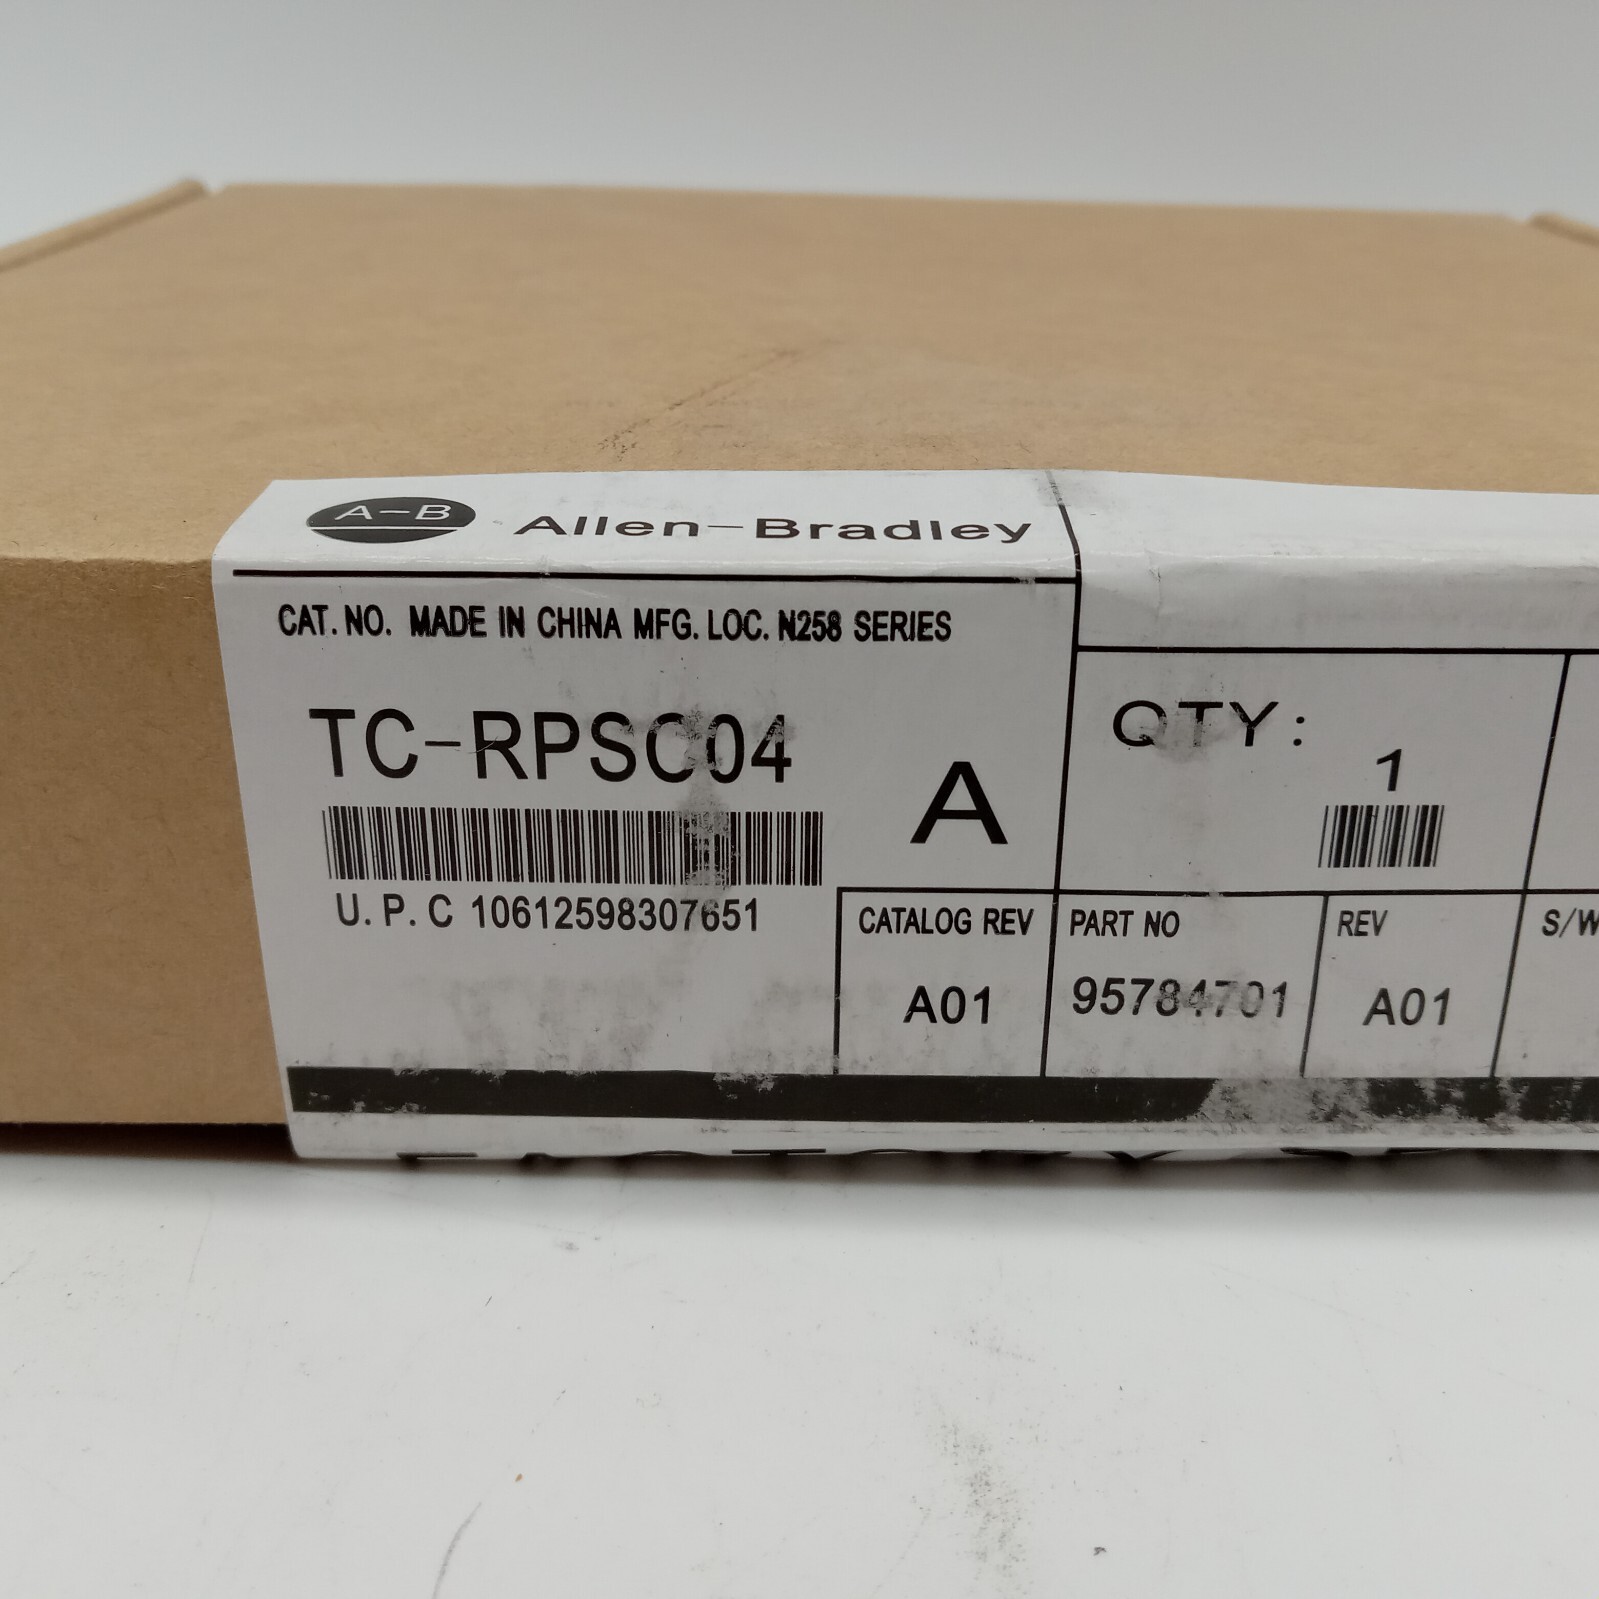 A-B Allen-Bradley
CAT. NO. MADE IN CHINA MFG. LOC. N258 SERIES
TC-RPSC04
A
QTY:
1
U. P. C 10612598307651
CATALOG REV
A01
PART NO
95784701
REV
A01
S/W